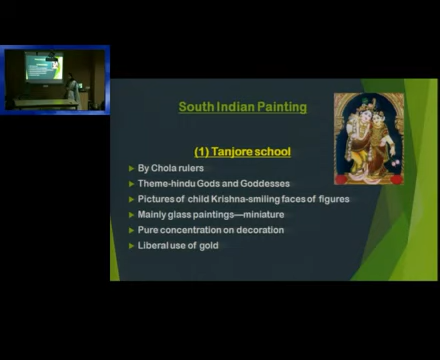 South Indian Painting
(1) Tanjore school
By Chola rulers
Theme-hindu Gods and Goddesses
Pictures of child Krishna-smiling faces of figures
Mainly glass paintings—miniature
Pure concentration on decoration
Liberal use of gold